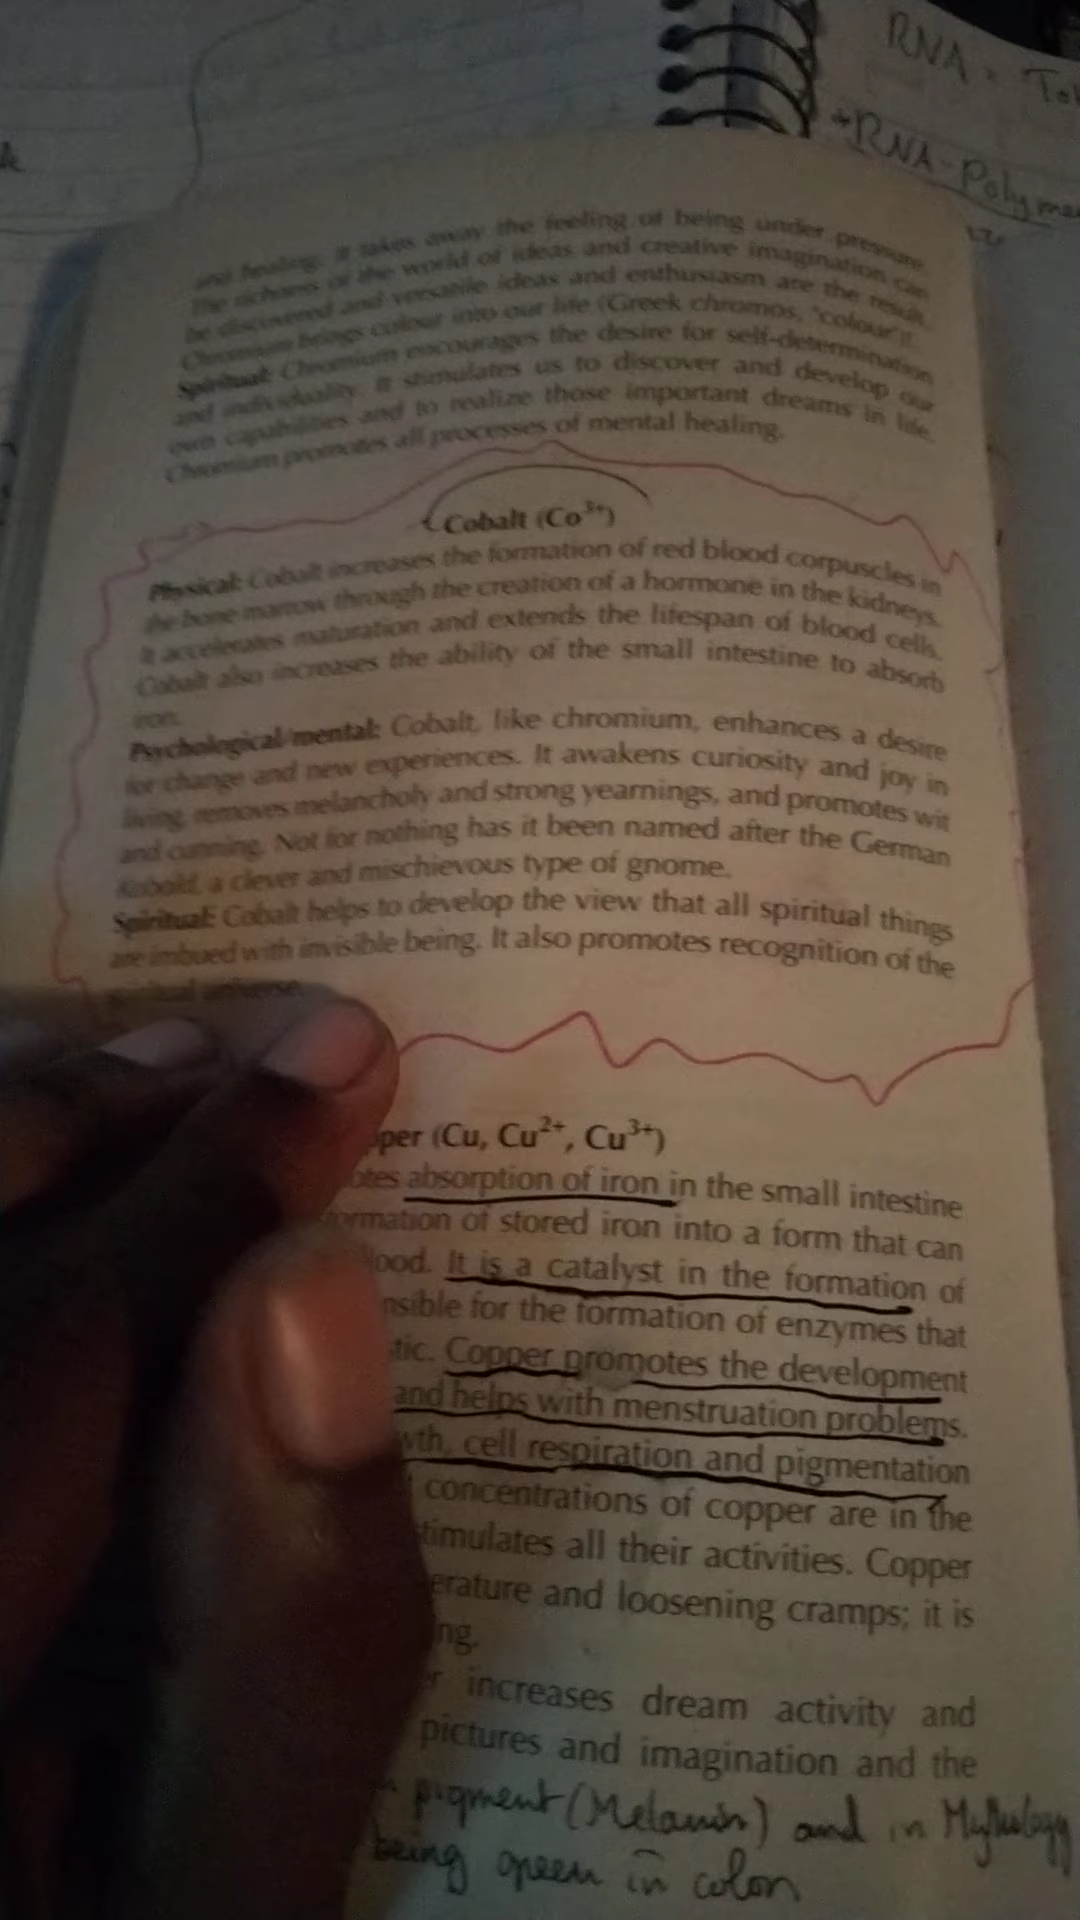 RNA
+RNA-Polyme
and healing. It takes away the feeling of being under pressure.
The richness of the world of ideas and creative imagination can
be discovered and versatile ideas and enthusiasm are the result.
Chromium brings colour into our life (Greek chromos, "colour")!
Spiritual: Chromium encourages the desire for self-determination
and individuality. It stimulates us to discover and develop our
own capabilities and to realize those important dreams in life.
Chromium promotes all processes of mental healing.
Cobalt (Co³⁺)
Physical: Cobalt increases the formation of red blood corpuscles in
the bone marrow through the creation of a hormone in the kidneys.
It accelerates maturation and extends the lifespan of blood cells.
Cobalt also increases the ability of the small intestine to absorb
iron.
Psychological/mental: Cobalt, like chromium, enhances a desire
for change and new experiences. It awakens curiosity and joy in
living, removes melancholy and strong yearnings, and promotes wit
and cunning. Not for nothing has it been named after the German
Kobold, a clever and mischievous type of gnome.
Spiritual: Cobalt helps to develop the view that all spiritual things
are imbued with invisible being. It also promotes recognition of the
spiritual universe.
pper (Cu, Cu²⁺, Cu³⁺)
otes absorption of iron in the small intestine
formation of stored iron into a form that can
lood. It is a catalyst in the formation of
nsible for the formation of enzymes that
tic. Copper promotes the development
and helps with menstruation problems.
wth, cell respiration and pigmentation
concentrations of copper are in the
timulates all their activities. Copper
erature and loosening cramps; it is
ng.
r increases dream activity and
pictures and imagination and the
pigment (Melanin) and in Mythology
being green in colon